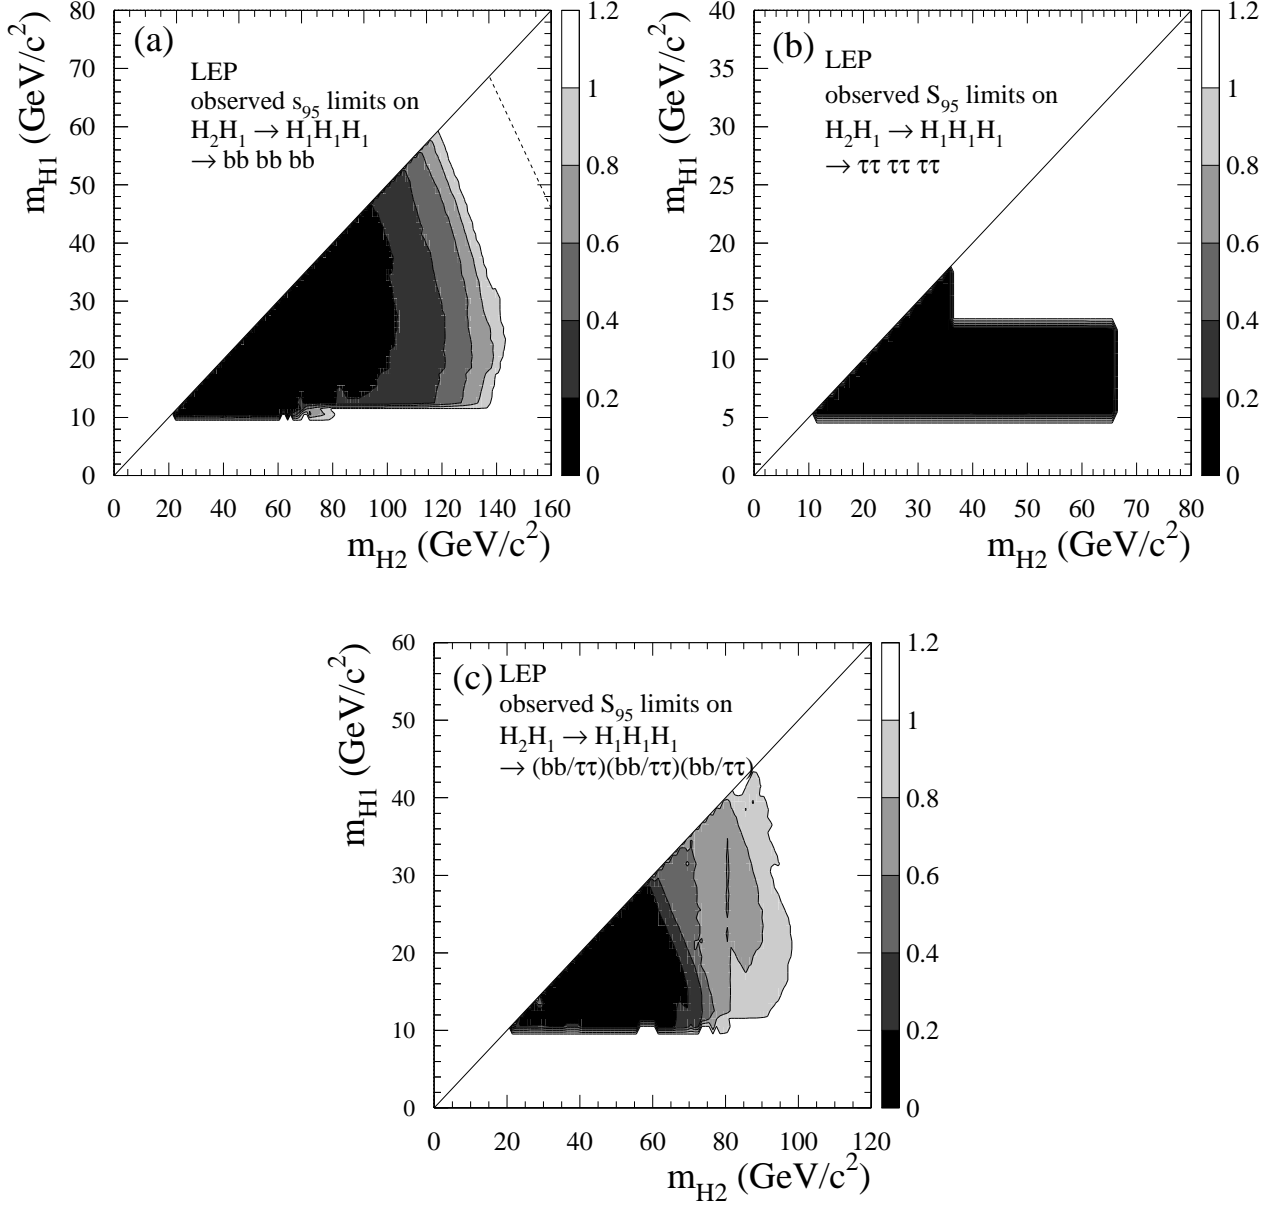 (a)
LEP
observed s95 limits on
H2H1 → H1H1H1
→ bb bb bb
mH1 (GeV/c2)
80
70
60
50
40
30
20
10
0
0 20 40 60 80 100 120 140 160
mH2 (GeV/c2)
1.2
1
0.8
0.6
0.4
0.2
0
(b)
LEP
observed S95 limits on
H2H1 → H1H1H1
→ ττ ττ ττ
mH1 (GeV/c2)
40
35
30
25
20
15
10
5
0
0 10 20 30 40 50 60 70 80
mH2 (GeV/c2)
1.2
1
0.8
0.6
0.4
0.2
0
(c)
LEP
observed S95 limits on
H2H1 → H1H1H1
→ (bb/ττ)(bb/ττ)(bb/ττ)
mH1 (GeV/c2)
60
50
40
30
20
10
0
0 20 40 60 80 100 120
mH2 (GeV/c2)
1.2
1
0.8
0.6
0.4
0.2
0